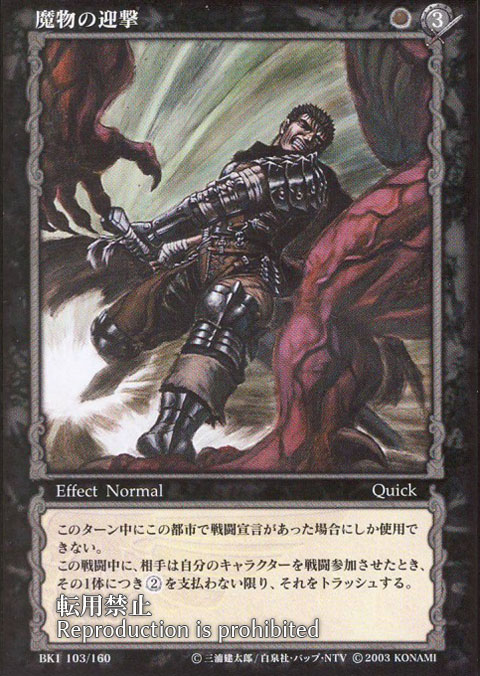 魔物の迎撃
3
Effect Normal
Quick
このターン中にこの都市で戦闘宣言があった場合にしか使用で
きない。
この戦闘中に、相手は自分のキャラクターを戦闘参加させたとき、
その1体につき②を支払わない限り、それをトラッシュする。
転用禁止
Reproduction is prohibited
BK1 103/160
©三浦建太郎/白泉社・バップ・NTV ©2003 KONAMI